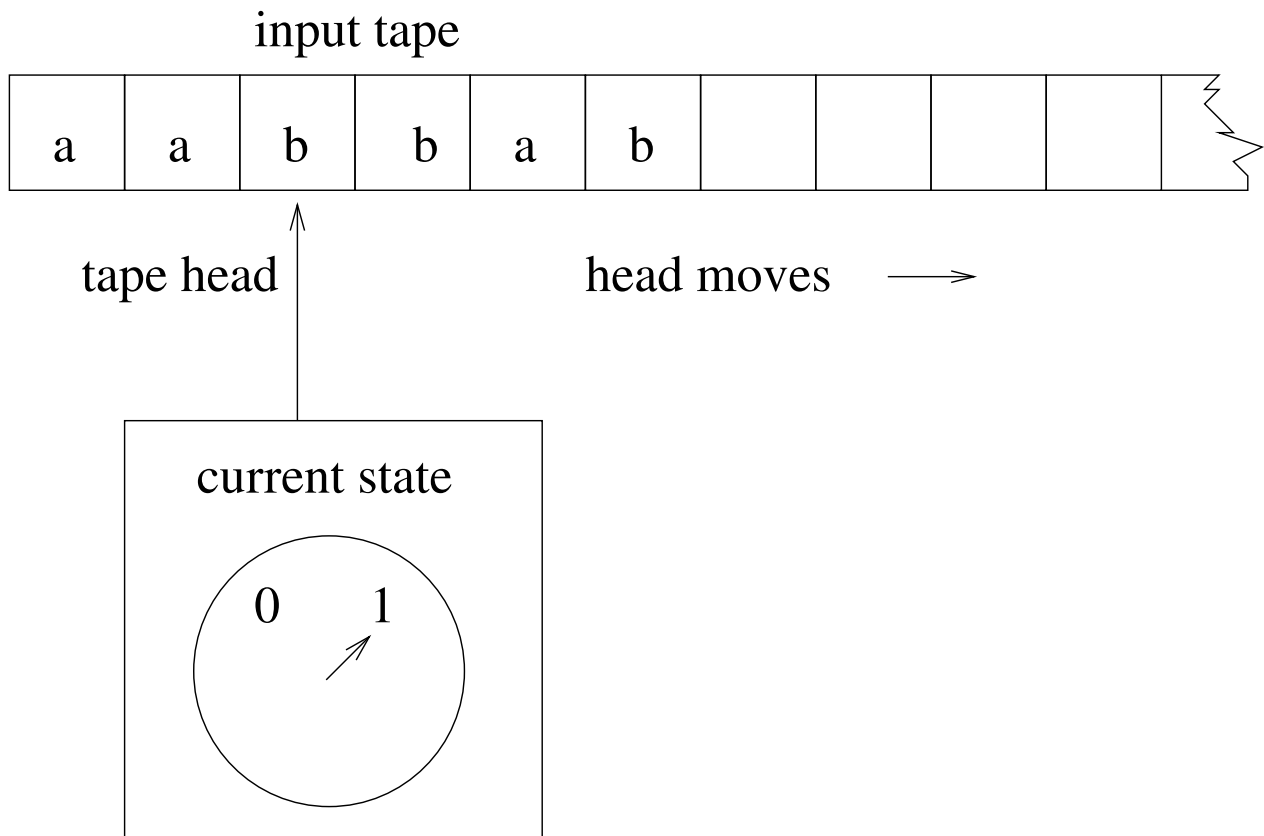 input tape
a a b b a b
tape head head moves
current state
0 1